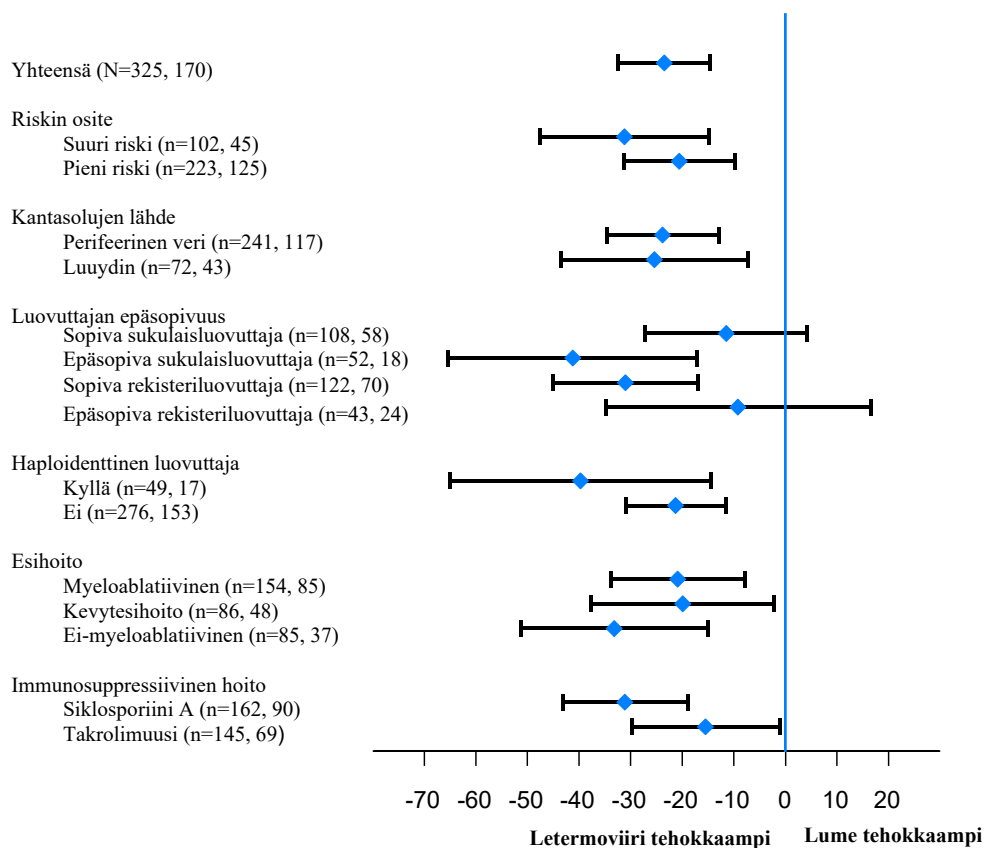 Yhteensä (N=325, 170)
Riskin osite
Suuri riski (n=102, 45)
Pieni riski (n=223, 125)
Kantasolujen lähde
Perifeerinen veri (n=241, 117)
Luuydin (n=72, 43)
Luovuttajan epäsopivuus
Sopiva sukulaisluovuttaja (n=108, 58)
Epäsopiva sukulaisluovuttaja (n=52, 18)
Sopiva rekisteriluovuttaja (n=122, 70)
Epäsopiva rekisteriluovuttaja (n=43, 24)
Haploidenttinen luovuttaja
Kyllä (n=49, 17)
Ei (n=276, 153)
Esihoito
Myeloablatiivinen (n=154, 85)
Kevytesihoito (n=86, 48)
Ei-myeloablatiivinen (n=85, 37)
Immunosuppressiivinen hoito
Siklosporiini A (n=162, 90)
Takrolimuusi (n=145, 69)
-70 -60 -50 -40 -30 -20 -10 0 10 20
Letermoviiri tehokkaampi Lume tehokkaampi